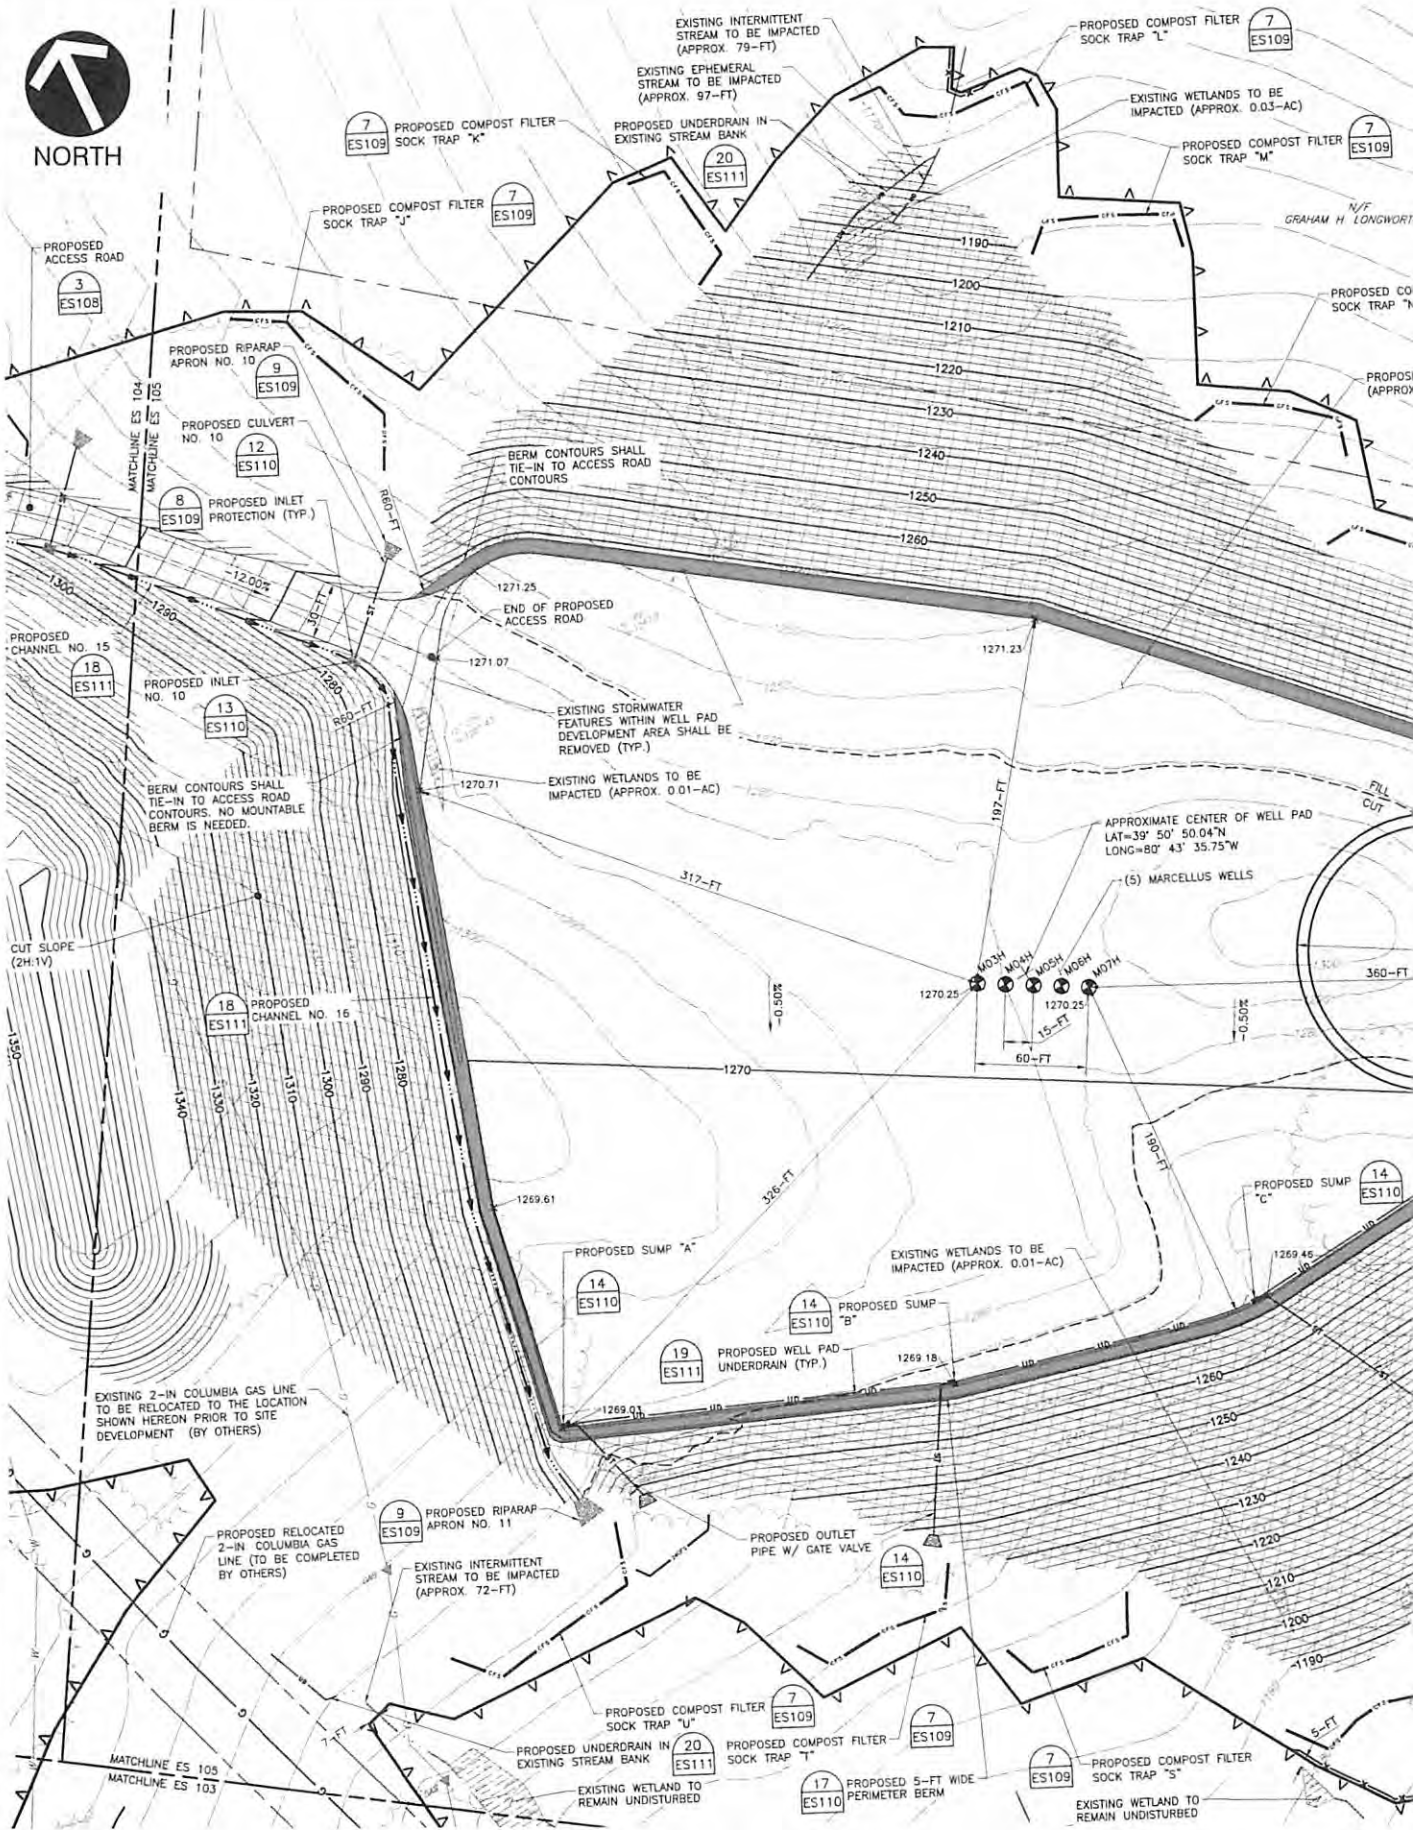 NORTH
EXISTING INTERMITTENT
STREAM TO BE IMPACTED
(APPROX. 79-FT)
EXISTING EPHEMERAL
STREAM TO BE IMPACTED
(APPROX. 97-FT)
PROPOSED COMPOST FILTER
SOCK TRAP "L"
7
ES109
EXISTING WETLANDS TO BE
IMPACTED (APPROX. 0.03-AC)
7
ES109
PROPOSED COMPOST FILTER
SOCK TRAP "K"
PROPOSED UNDERDRAIN IN
EXISTING STREAM BANK
20
ES111
PROPOSED COMPOST FILTER
SOCK TRAP "M"
7
ES109
N/F
GRAHAM H LONGWORT
PROPOSED COMPOST FILTER
SOCK TRAP "J"
7
ES109
PROPOSED
ACCESS ROAD
3
ES108
PROPOSED CO
SOCK TRAP "N
PROPOSE
(APPROX
PROPOSED RIPARAP
APRON NO. 10
9
ES109
MATCHLINE ES 104
MATCHLINE ES 105
PROPOSED CULVERT
NO. 10
12
ES110
8
ES109
PROPOSED INLET
PROTECTION (TYP.)
R60-FT
BERM CONTOURS SHALL
TIE-IN TO ACCESS ROAD
CONTOURS
1190
1200
1210
1220
1230
1240
1250
1260
1300
1290
12.00%
30-FT
ST
1271.25
END OF PROPOSED
ACCESS ROAD
1271.07
1271.23
PROPOSED
CHANNEL NO. 15
18
ES111
PROPOSED INLET
NO. 10
13
ES110
1280
R60-FT
EXISTING STORMWATER
FEATURES WITHIN WELL PAD
DEVELOPMENT AREA SHALL BE
REMOVED (TYP.)
EXISTING WETLANDS TO BE
IMPACTED (APPROX. 0.01-AC)
1270.71
BERM CONTOURS SHALL
TIE-IN TO ACCESS ROAD
CONTOURS. NO MOUNTABLE
BERM IS NEEDED.
FILL
CUT
197-FT
APPROXIMATE CENTER OF WELL PAD
LAT=39° 50' 50.04"N
LONG=80° 43' 35.75"W
(5) MARCELLUS WELLS
317-FT
CUT SLOPE
(2H:1V)
M03H
M04H
M05H
M06H
M07H
1270.25
1270.25
360-FT
-0.50%
-0.50%
15-FT
60-FT
18
ES111
PROPOSED
CHANNEL NO. 16
1350
1340
1330
1320
1310
1300
1290
1280
1270
190-FT
326-FT
1269.61
PROPOSED SUMP "A"
14
ES110
EXISTING WETLANDS TO BE
IMPACTED (APPROX. 0.01-AC)
PROPOSED SUMP
"C"
14
ES110
1269.46
14
ES110
PROPOSED SUMP
"B"
19
ES111
PROPOSED WELL PAD
UNDERDRAIN (TYP.)
1269.18
1269.03
UD
UD
UD
UD
UD
UD
UD
ST
ST
ST
EXISTING 2-IN COLUMBIA GAS LINE
TO BE RELOCATED TO THE LOCATION
SHOWN HEREON PRIOR TO SITE
DEVELOPMENT (BY OTHERS)
1260
1250
1240
1230
1220
1210
1200
1190
9
ES109
PROPOSED RIPARAP
APRON NO. 11
PROPOSED RELOCATED
2-IN COLUMBIA GAS
LINE (TO BE COMPLETED
BY OTHERS)
PROPOSED OUTLET
PIPE W/ GATE VALVE
14
ES110
EXISTING INTERMITTENT
STREAM TO BE IMPACTED
(APPROX. 72-FT)
PROPOSED COMPOST FILTER
SOCK TRAP "U"
7
ES109
7-FT
5-FT
PROPOSED UNDERDRAIN IN
EXISTING STREAM BANK
20
ES111
PROPOSED COMPOST FILTER
SOCK TRAP "T"
7
ES109
7
ES109
PROPOSED COMPOST FILTER
SOCK TRAP "S"
MATCHLINE ES 105
MATCHLINE ES 103
EXISTING WETLAND TO
REMAIN UNDISTURBED
17
ES110
PROPOSED 5-FT WIDE
PERIMETER BERM
EXISTING WETLAND TO
REMAIN UNDISTURBED